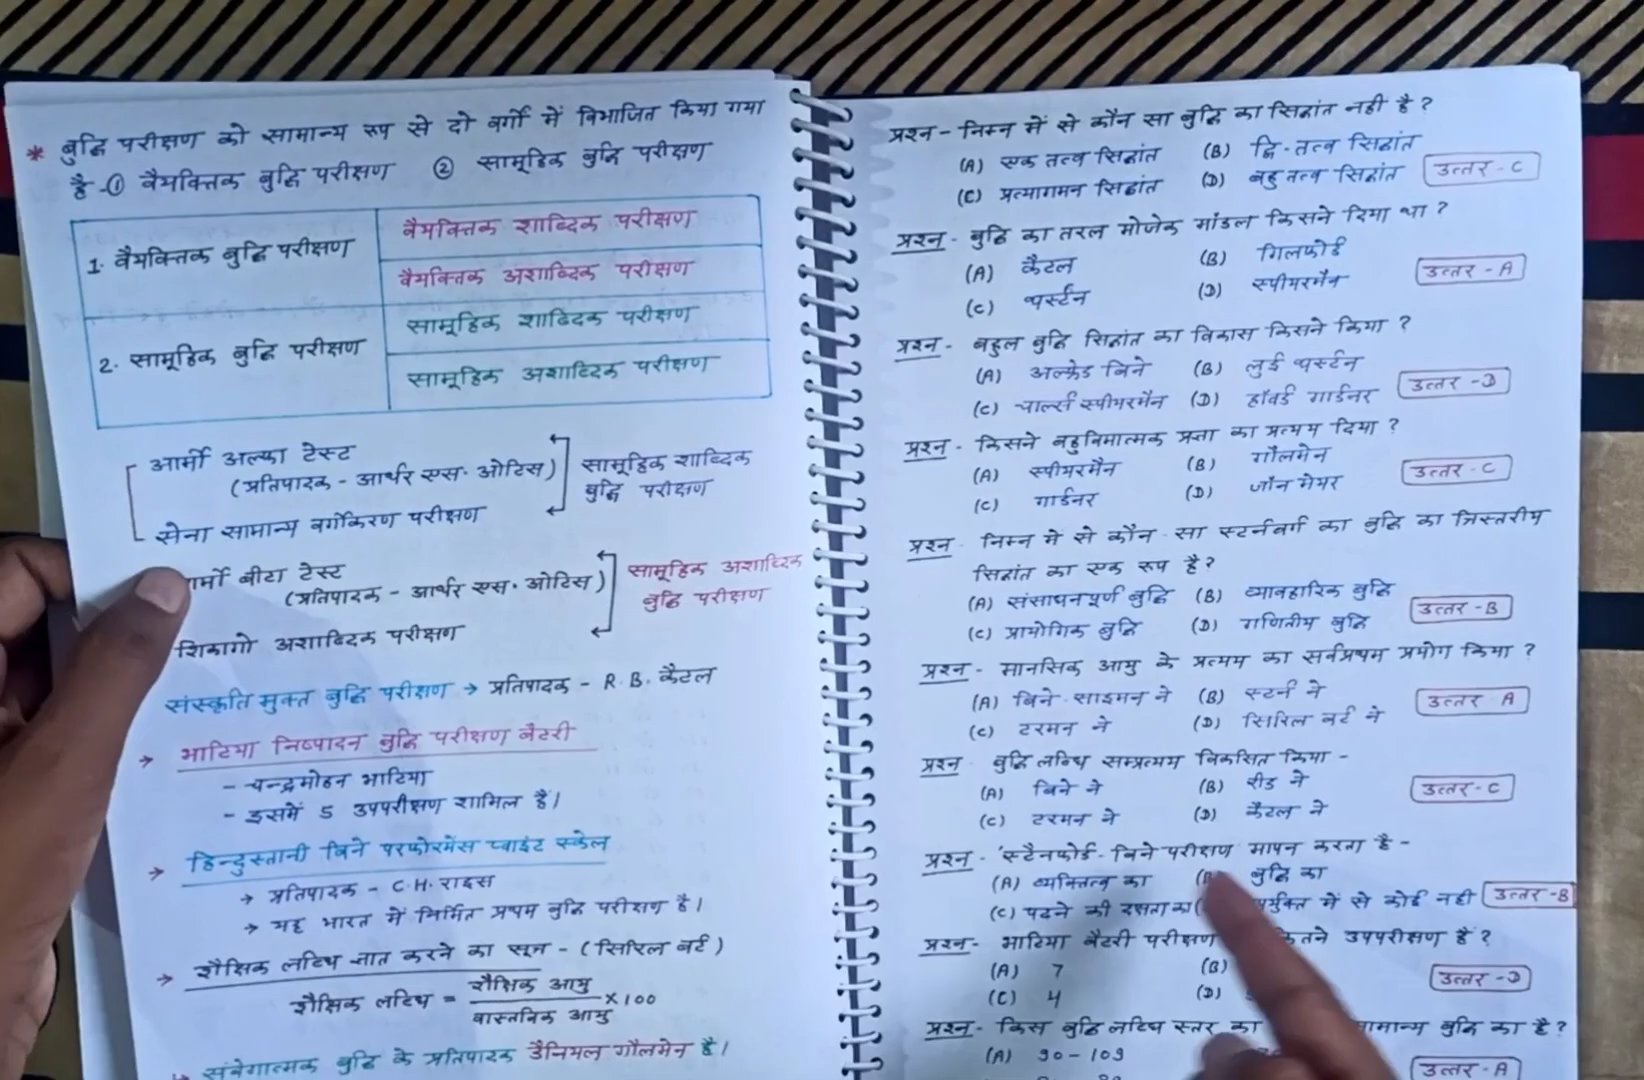 * बुद्धि परीक्षण को सामान्य रूप से दो वर्गो में विभाजित किया गया
है - ① वैयक्तिक बुद्धि परीक्षण ② सामूहिक बुद्धि परीक्षण
1. वैयक्तिक बुद्धि परीक्षण
वैयक्तिक शाब्दिक परीक्षण
वैयक्तिक अशाब्दिक परीक्षण
2. सामूहिक बुद्धि परीक्षण
सामूहिक शाब्दिक परीक्षण
सामूहिक अशाब्दिक परीक्षण
आर्मी अल्फा टेस्ट
(प्रतिपादक - आर्थर एस. ओटिस)
सेना सामान्य वर्गीकरण परीक्षण
सामूहिक शाब्दिक
बुद्धि परीक्षण
र्मी बीटा टेस्ट
(प्रतिपादक - आर्थर एस. ओटिस)
शिकागो अशाब्दिक परीक्षण
सामूहिक अशाब्दिक
बुद्धि परीक्षण
संस्कृति मुक्त बुद्धि परीक्षण → प्रतिपादक - R.B. कैटल
→ भाटिया निष्पादन बुद्धि परीक्षण बैटरी
- चन्द्रमोहन भाटिया
- इसमें 5 उपपरीक्षण शामिल हैं।
→ हिन्दुस्तानी बिने परफोरमेंस प्वाइंट स्केल
→ प्रतिपादक - C.H. राइस
→ यह भारत में निर्मित प्रथम बुद्धि परीक्षण है।
→ शैक्षिक लब्धि ज्ञात करने का सूत्र - (सिरिल बर्ट)
शैक्षिक लब्धि = शैक्षिक आयु / वास्तविक आयु × 100
संवेगात्मक बुद्धि के प्रतिपादक डैनियल गौलमेन है।
प्रश्न - निम्न में से कौन सा बुद्धि का सिद्धांत नही है ?
(A) एक तत्व सिद्धांत (B) द्वि-तत्व सिद्धांत
(C) प्रत्यागमन सिद्धांत (D) बहु तत्व सिद्धांत उत्तर - C
प्रश्न - बुद्धि का तरल मोजेक मॉडल किसने दिया था ?
(A) कैटल (B) गिलफोर्ड
(C) थर्स्टन (D) स्पीयरमैन उत्तर - A
प्रश्न - बहुल बुद्धि सिद्धांत का विकास किसने किया ?
(A) अल्फ्रेड बिने (B) लुई थर्स्टन
(C) चार्ल्स स्पीयरमैन (D) हॉवर्ड गार्डनर उत्तर - D
प्रश्न - किसने बहुविमात्मक प्रज्ञा का प्रत्यय दिया ?
(A) स्पीयरमैन (B) गौलमेन
(C) गार्डनर (D) जॉन मेयर उत्तर - C
प्रश्न - निम्न मे से कौन-सा स्टर्नबर्ग का बुद्धि का त्रिस्तरीय
सिद्धांत का एक रूप है ?
(A) संसाधनपूर्ण बुद्धि (B) व्यावहारिक बुद्धि
(C) प्रायोगिक बुद्धि (D) गणितीय बुद्धि उत्तर - B
प्रश्न - मानसिक आयु के प्रत्यय का सर्वप्रथम प्रयोग किया ?
(A) बिने-साइमन ने (B) स्टर्न ने
(C) टरमन ने (D) सिरिल बर्ट ने उत्तर - A
प्रश्न - बुद्धि लब्धि सम्प्रत्यय विकसित किया -
(A) बिने ने (B) रीड ने
(C) टरमन ने (D) कैटल ने उत्तर - C
प्रश्न - 'स्टैनफोर्ड-बिने परीक्षण मापन करता है -
(A) व्यक्तित्व का (B) बुद्धि का
(C) पढने की दक्षता का र्युक्त में से कोई नही उत्तर - B
प्रश्न - भाटिया बैटरी परीक्षण कितने उपपरीक्षण हैं ?
(A) 7 (B)
(C) 4 (D) उत्तर - D
प्रश्न - किस बुद्धि लब्धि स्तर का ामान्य बुद्धि का है ?
(A) 90 - 109
उत्तर - A